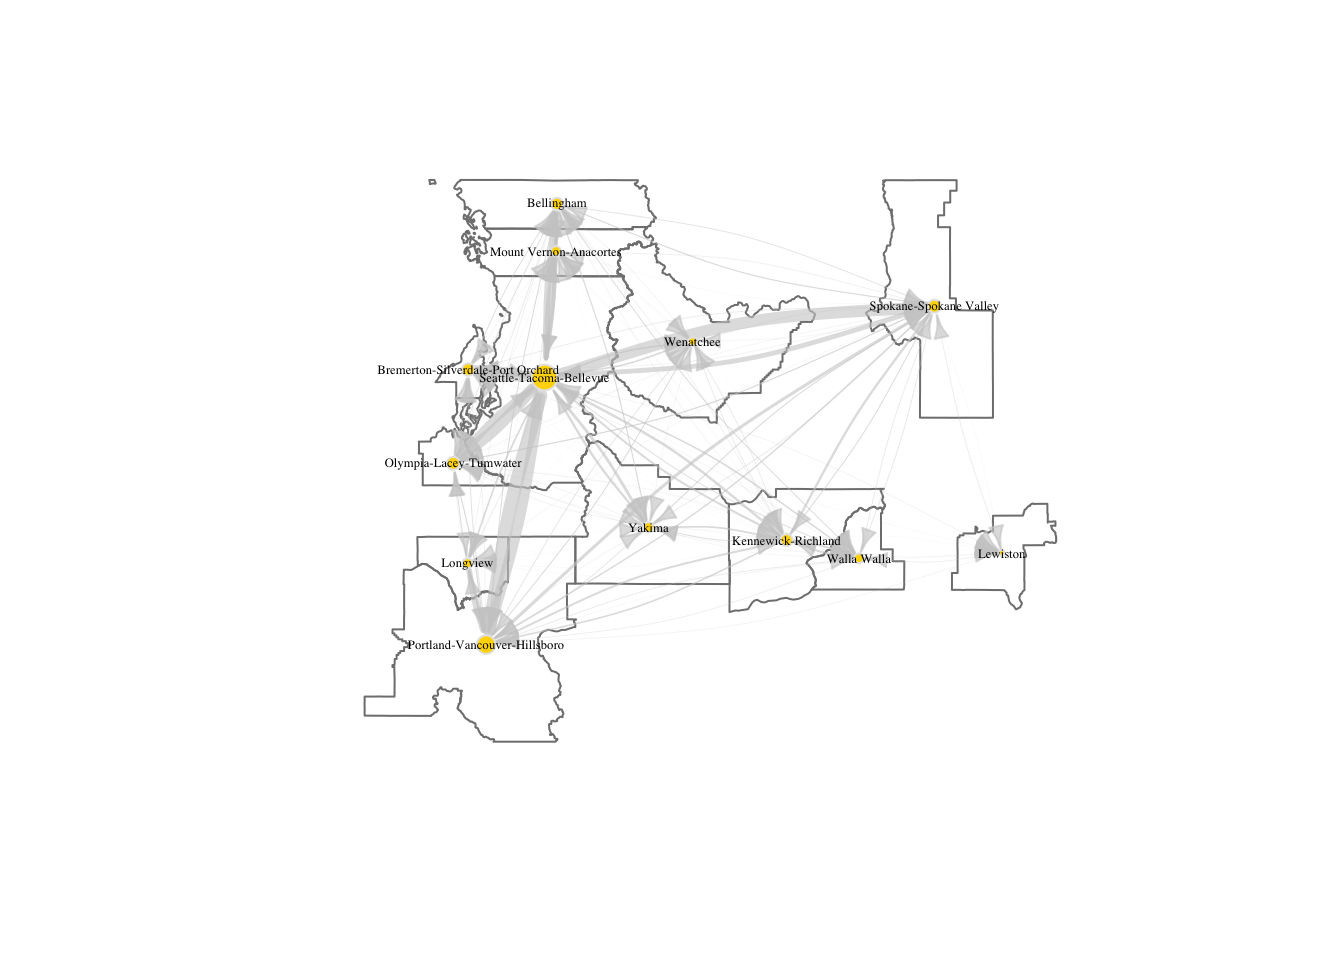 Bellingham
Mount Vernon-Anacortes
Spokane-Spokane Valley
Wenatchee
Bremerton-Silverdale-Port Orchard
Seattle-Tacoma-Bellevue
Olympia-Lacey-Tumwater
Yakima
Kennewick-Richland
Lewiston
Walla Walla
Longview
Portland-Vancouver-Hillsboro